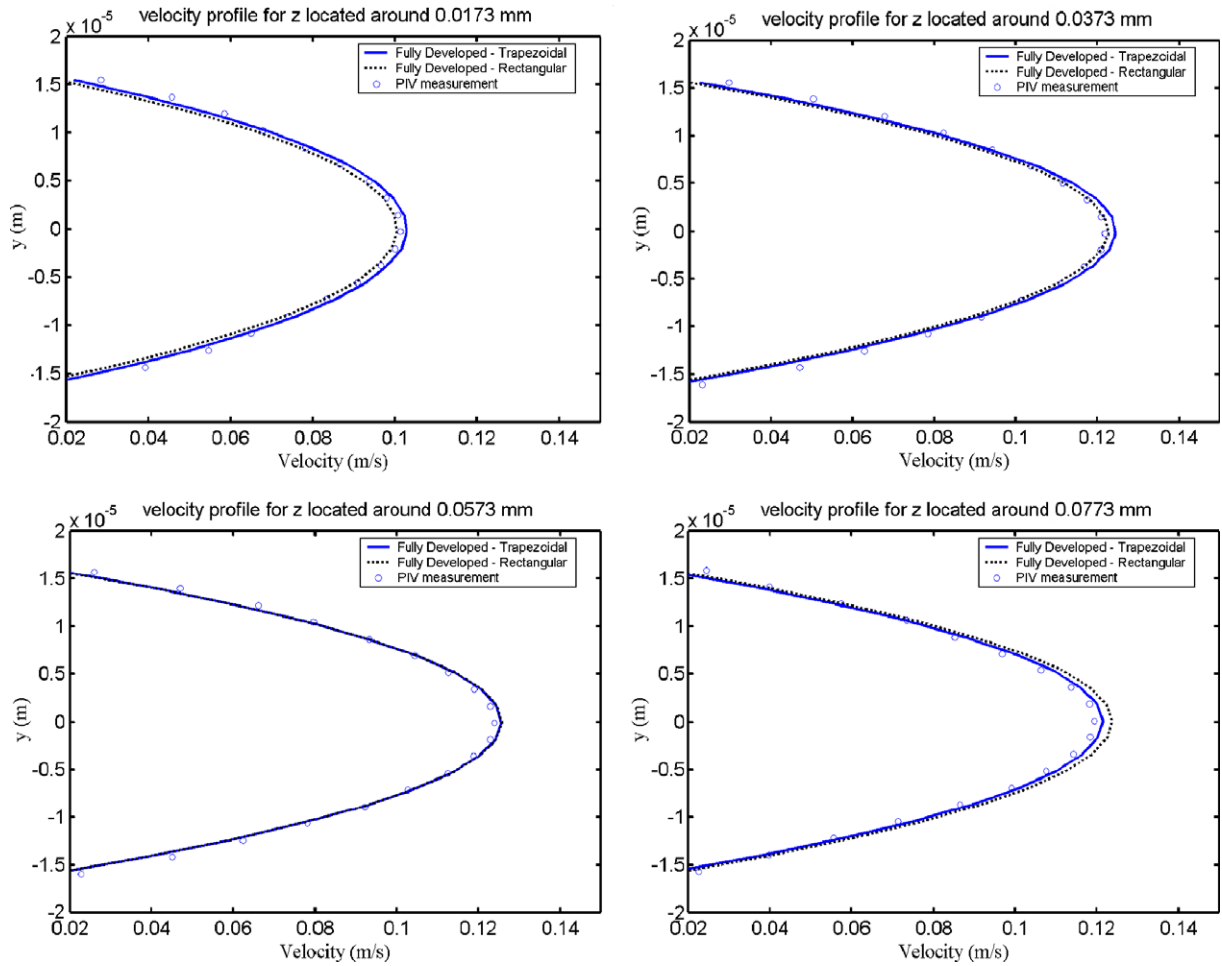 velocity profile for z located around 0.0173 mm
x 10⁻⁵
Fully Developed - Trapezoidal
Fully Developed - Rectangular
PIV measurement
2
1.5
1
0.5
0
-0.5
-1
-1.5
-2
y (m)
0.02 0.04 0.06 0.08 0.1 0.12 0.14
Velocity (m/s)
velocity profile for z located around 0.0373 mm
x 10⁻⁵
Fully Developed - Trapezoidal
Fully Developed - Rectangular
PIV measurement
2
1.5
1
0.5
0
-0.5
-1
-1.5
-2
y (m)
0.02 0.04 0.06 0.08 0.1 0.12 0.14
Velocity (m/s)
velocity profile for z located around 0.0573 mm
x 10⁻⁵
Fully Developed - Trapezoidal
Fully Developed - Rectangular
PIV measurement
2
1.5
1
0.5
0
-0.5
-1
-1.5
-2
y (m)
0.02 0.04 0.06 0.08 0.1 0.12 0.14
Velocity (m/s)
velocity profile for z located around 0.0773 mm
x 10⁻⁵
Fully Developed - Trapezoidal
Fully Developed - Rectangular
PIV measurement
2
1.5
1
0.5
0
-0.5
-1
-1.5
-2
y (m)
0.02 0.04 0.06 0.08 0.1 0.12 0.14
Velocity (m/s)